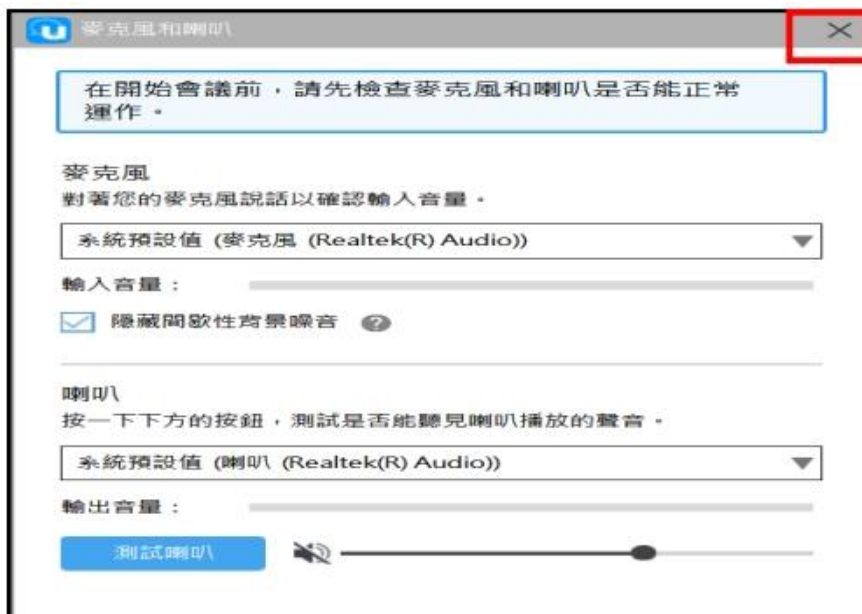 麥克風和喇叭
在開始會議前，請先檢查麥克風和喇叭是否能正常
運作。
麥克風
對著您的麥克風說話以確認輸入音量。
系統預設值 (麥克風 (Realtek(R) Audio))
輸入音量：
隱藏間歇性背景噪音 ?
喇叭
按一下下方的按鈕，測試是否能聽見喇叭播放的聲音。
系統預設值 (喇叭 (Realtek(R) Audio))
輸出音量：
測試喇叭